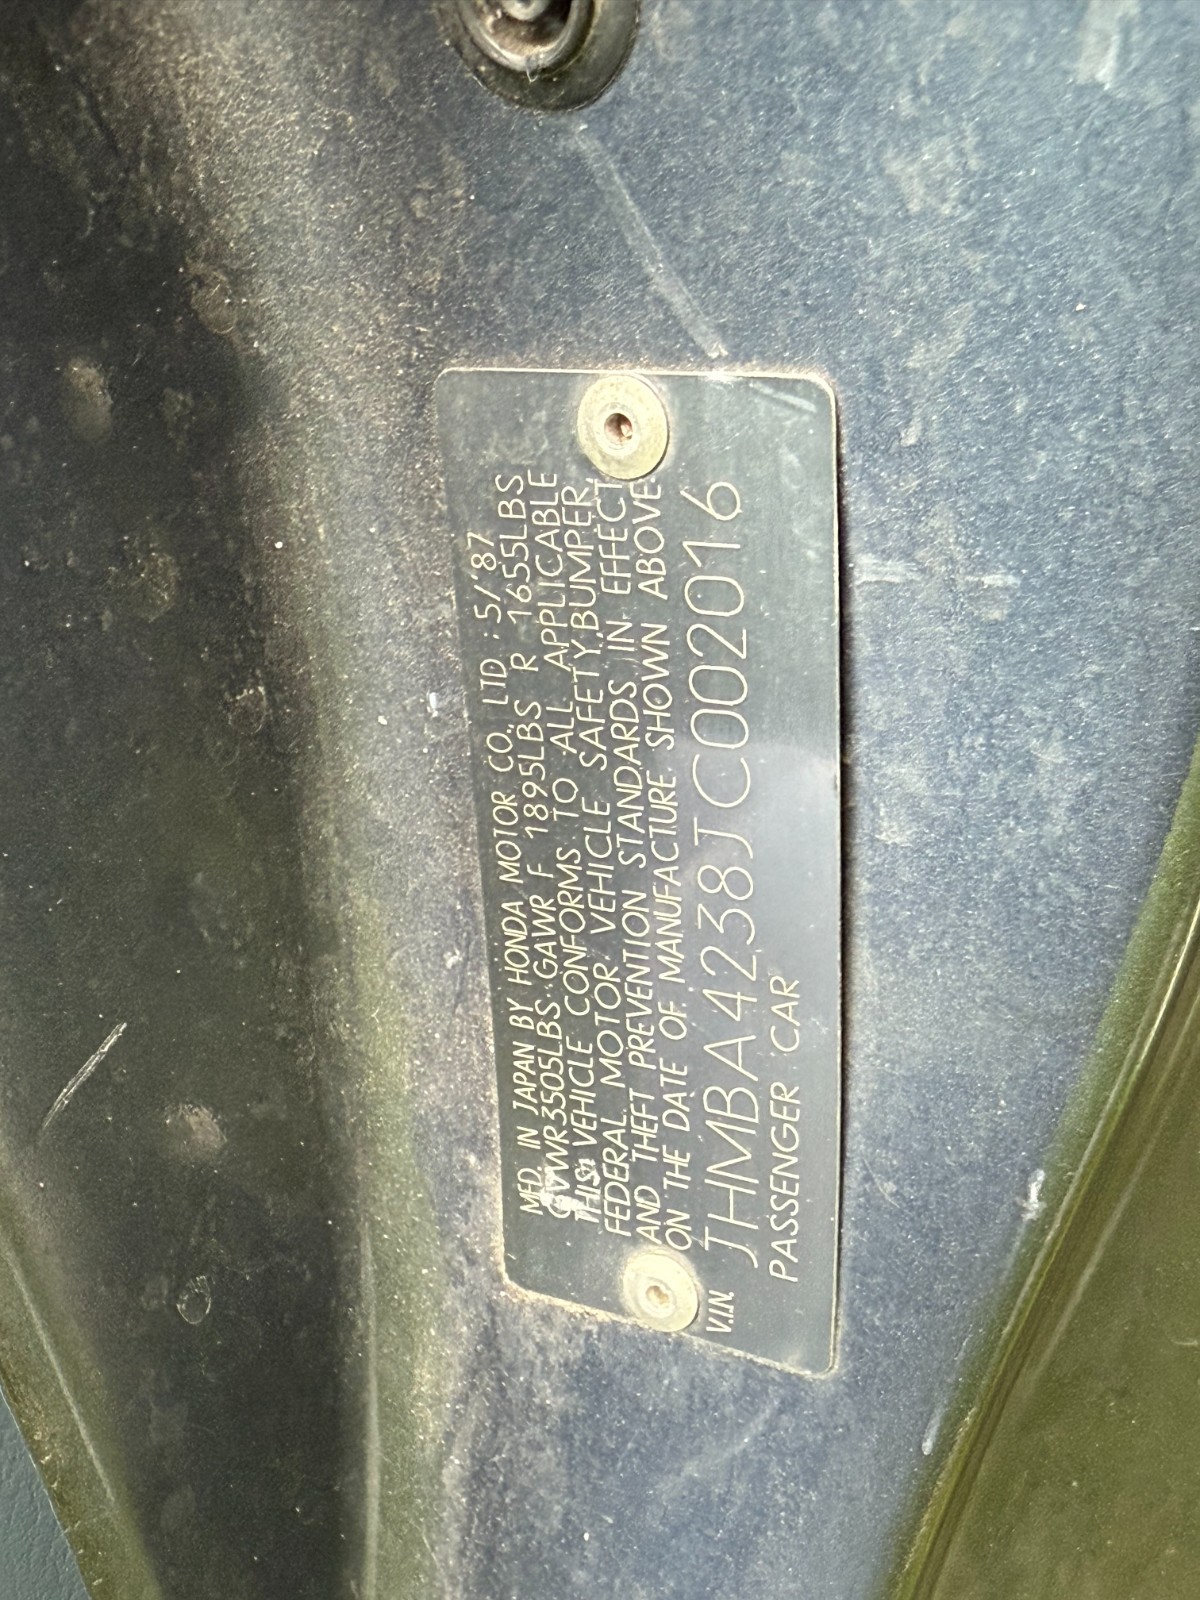 MFD. IN JAPAN BY HONDA MOTOR CO., LTD : 5/'87
GVWR3505LBS GAWR F 1895LBS R 1655LBS
THIS VEHICLE CONFORMS TO ALL APPLICABLE
FEDERAL MOTOR VEHICLE SAFETY,BUMPER,
AND THEFT PREVENTION STANDARDS IN EFFECT
ON THE DATE OF MANUFACTURE SHOWN ABOVE.
V.I.N. JHMBA4238JC002016
PASSENGER CAR